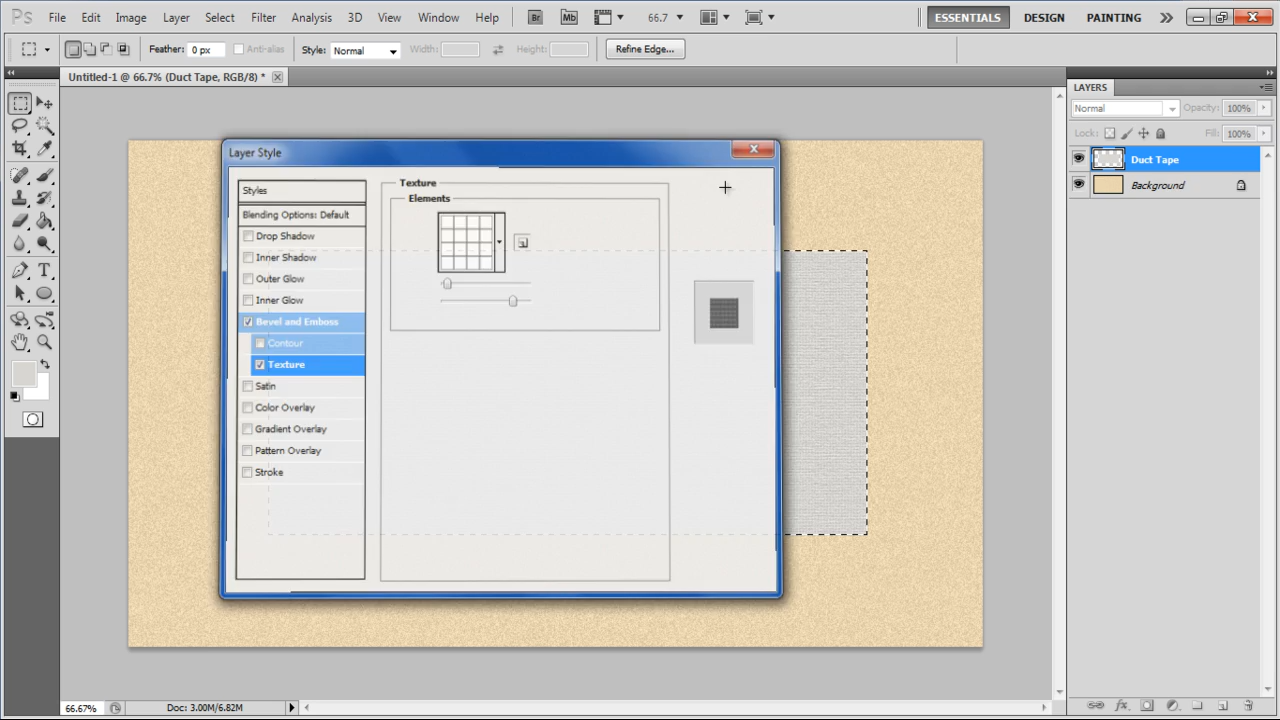 Ps File Edit Image Layer Select Filter Analysis 3D View Window Help Br Mb 66.7 ESSENTIALS DESIGN PAINTING
Feather: 0 px Anti-alias Style: Normal Width: Height: Refine Edge...
Untitled-1 @ 66.7% (Duct Tape, RGB/8) *
LAYERS
Normal Opacity: 100%
Lock: Fill: 100%
Duct Tape
Background
Layer Style
Styles
Blending Options: Default
Drop Shadow
Inner Shadow
Outer Glow
Inner Glow
Bevel and Emboss
Contour
Texture
Satin
Color Overlay
Gradient Overlay
Pattern Overlay
Stroke
Texture
Elements
66.67% Doc: 3.00M/6.82M